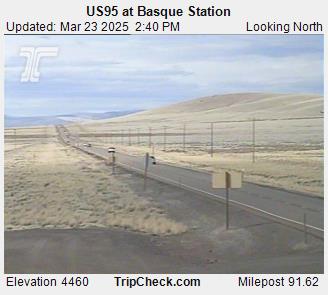 US95 at Basque Station
Updated: Mar 23 2025 2:40 PM Looking North
Elevation 4460 TripCheck.com Milepost 91.62